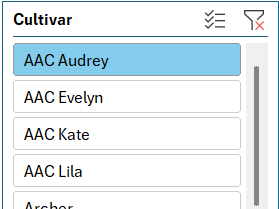 Cultivar
AAC Audrey
AAC Evelyn
AAC Kate
AAC Lila
Archer